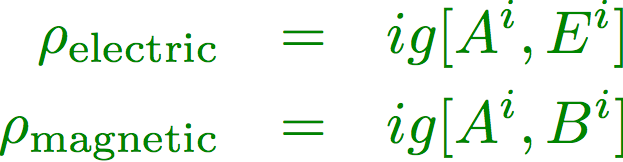 ρ_electric = ig[A^i, E^i]
ρ_magnetic = ig[A^i, B^i]